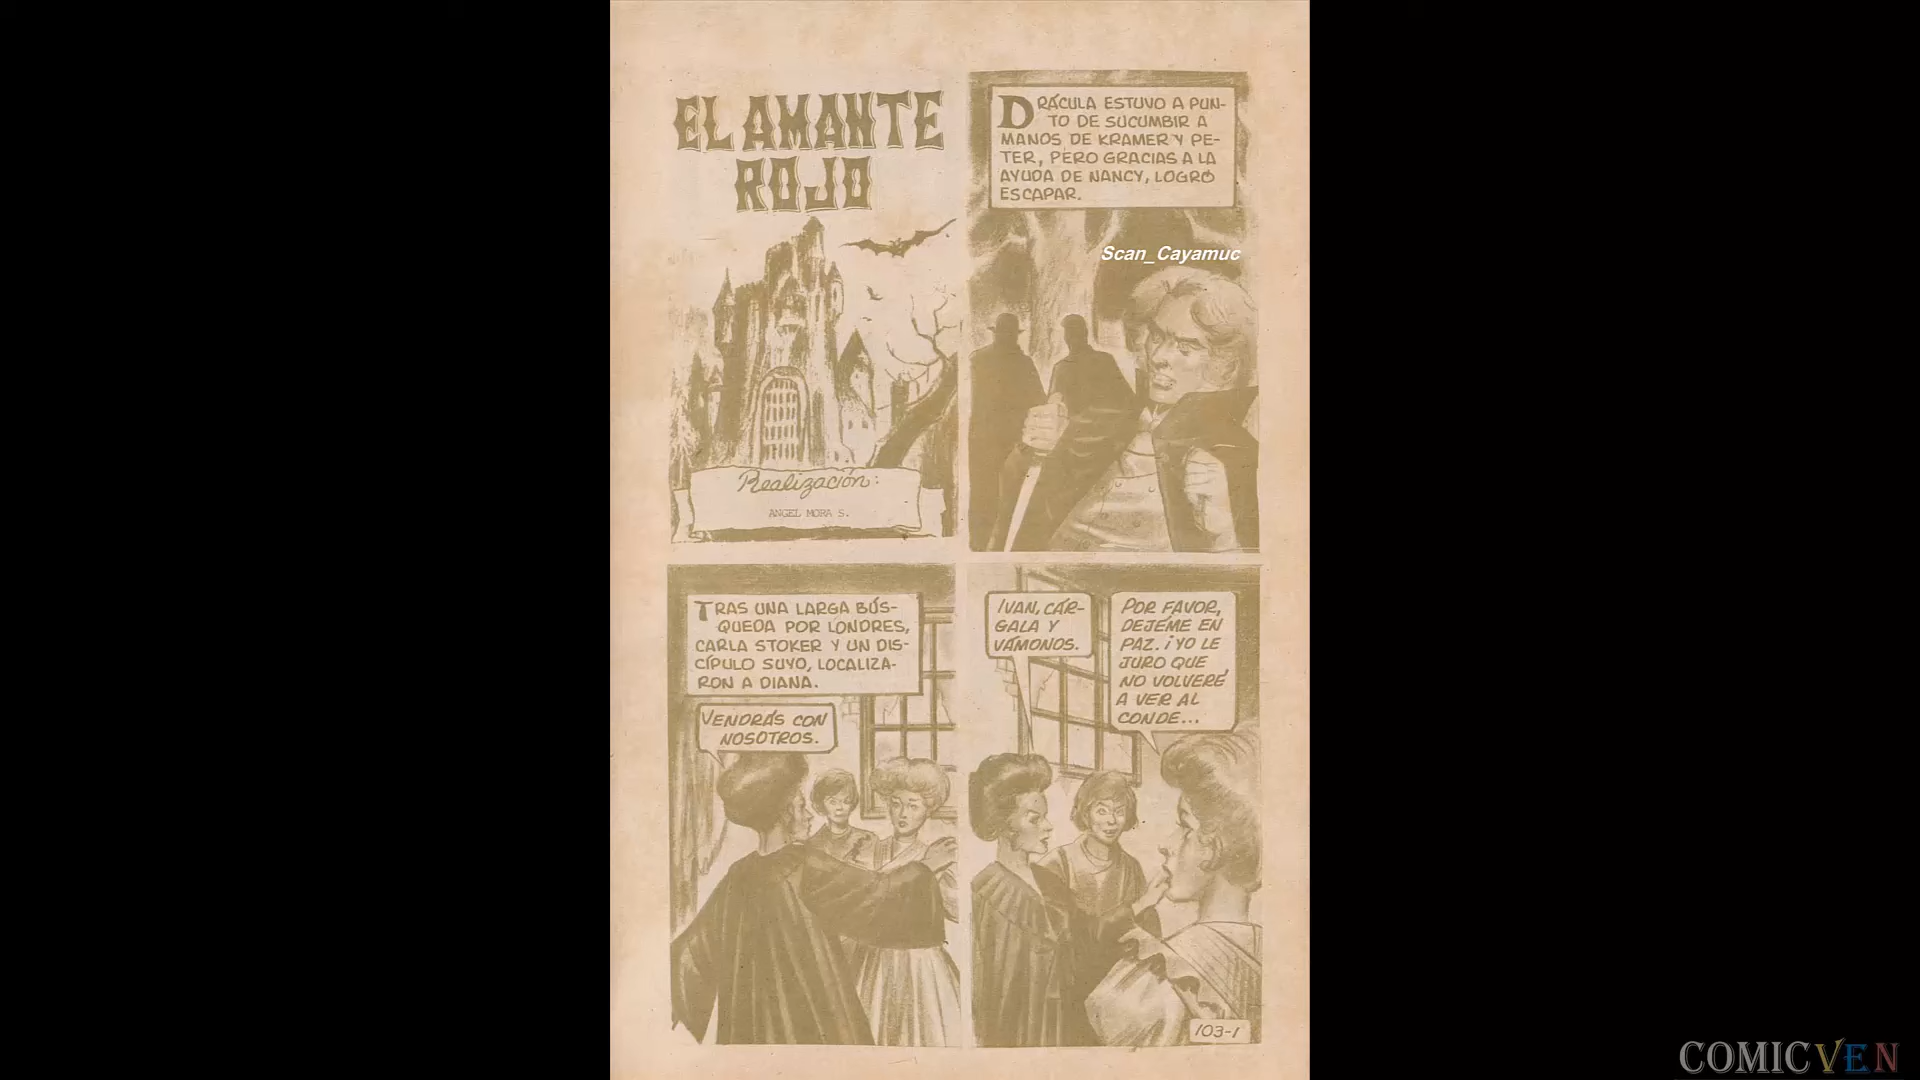 EL AMANTE
ROJO
Realización:
ANGEL MORA S.
DRÁCULA ESTUVO A PUN-
TO DE SUCUMBIR A
MANOS DE KRAMER Y PE-
TER, PERO GRACIAS A LA
AYUDA DE NANCY, LOGRÓ
ESCAPAR.
Scan_Cayamuc
TRAS UNA LARGA BÚS-
QUEDA POR LONDRES,
CARLA STOKER Y UN DIS-
CÍPULO SUYO, LOCALIZA-
RON A DIANA.
VENDRÁS CON
NOSOTROS.
IVAN, CÁR-
GALA Y
VÁMONOS.
POR FAVOR,
DEJEME EN
PAZ. ¡YO LE
JURO QUE
NO VOLVERÉ
A VER AL
CONDE...
103-1
COMICVEN